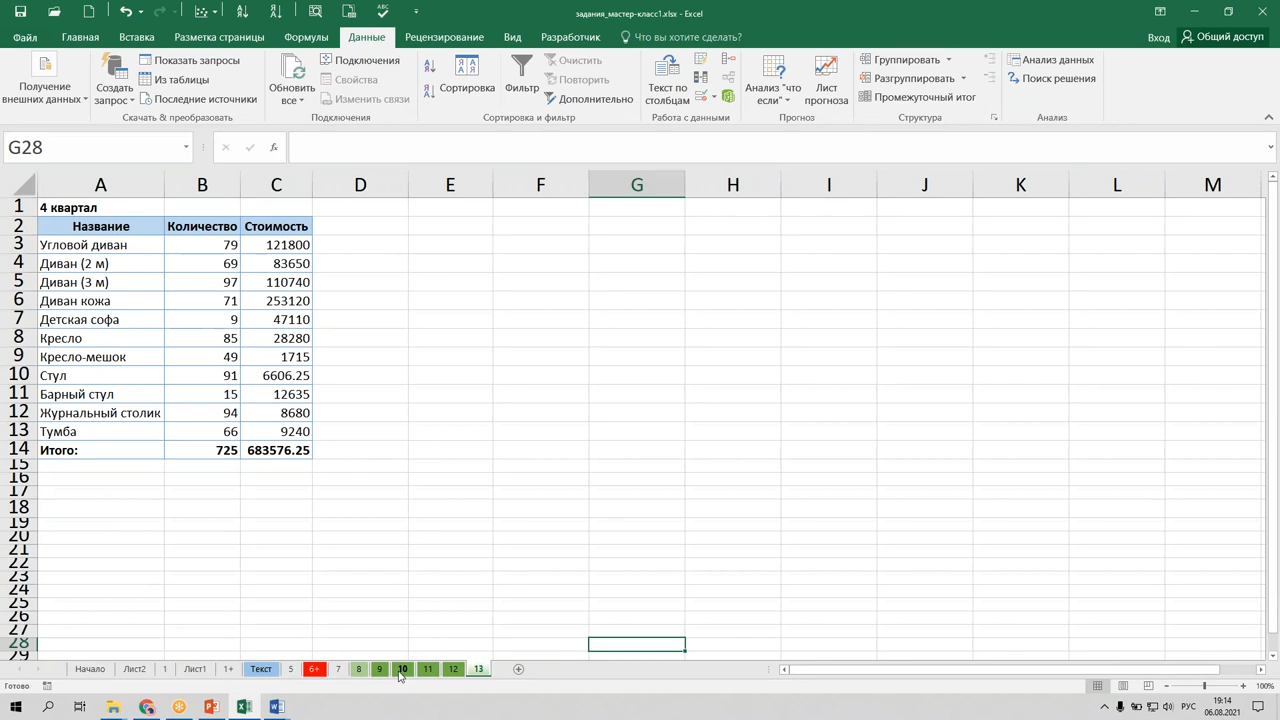 задания_мастер-класс1.xlsx - Excel
Файл Главная Вставка Разметка страницы Формулы Данные Рецензирование Вид Разработчик Что вы хотите сделать? Вход Общий доступ
Получение внешних данных
Создать запрос
Показать запросы
Из таблицы
Последние источники
Скачать & преобразовать
Обновить все
Подключения
Свойства
Изменить связи
Подключения
Сортировка
Фильтр
Очистить
Повторить
Дополнительно
Сортировка и фильтр
Текст по столбцам
Работа с данными
Анализ "что если"
Лист прогноза
Прогноз
Группировать
Разгруппировать
Промежуточный итог
Структура
Анализ данных
Поиск решения
Анализ
G28
A B C D E F G H I J K L M
1 4 квартал
2 Название Количество Стоимость
3 Угловой диван 79 121800
4 Диван (2 м) 69 83650
5 Диван (3 м) 97 110740
6 Диван кожа 71 253120
7 Детская софа 9 47110
8 Кресло 85 28280
9 Кресло-мешок 49 1715
10 Стул 91 6606.25
11 Барный стул 15 12635
12 Журнальный столик 94 8680
13 Тумба 66 9240
14 Итого: 725 683576.25
15
16
17
18
19
20
21
22
23
24
25
26
27
28
29
Начало Лист2 1 Лист1 1+ Текст 5 6+ 7 8 9 10 11 12 13
Готово 100%
РУС 19:14
06.08.2021